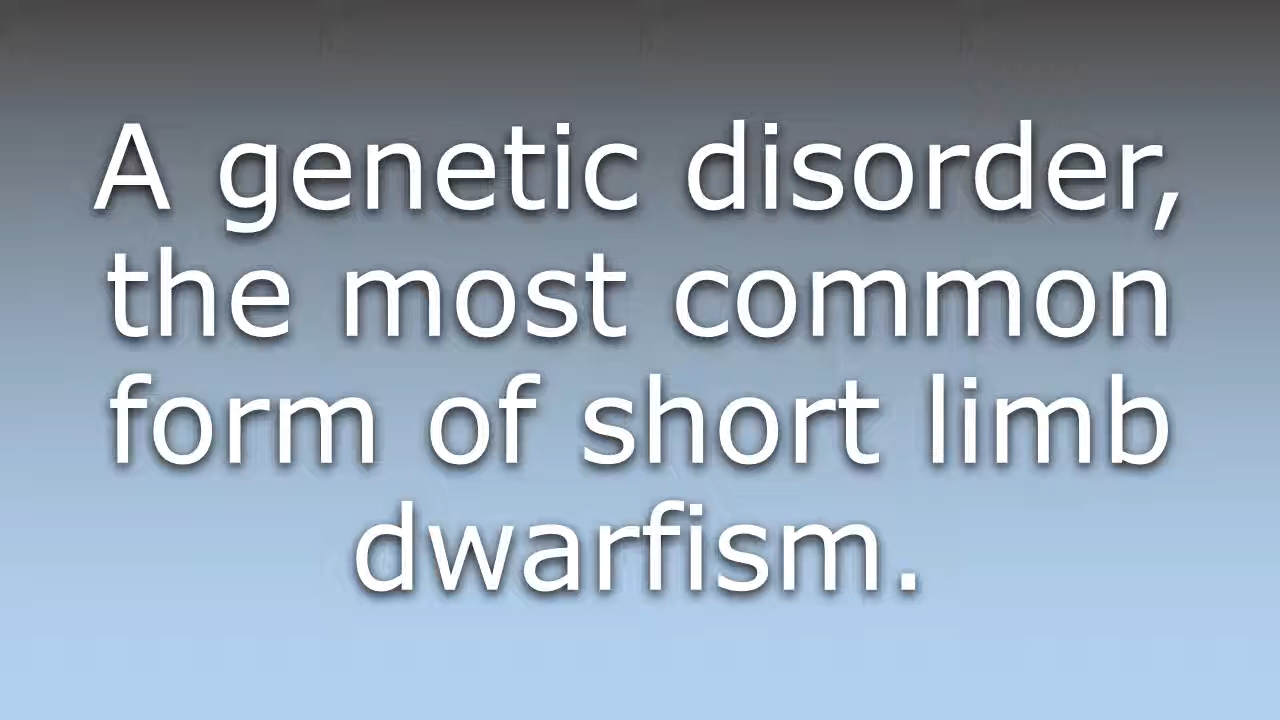 A genetic disorder,
the most common
form of short limb
dwarfism.